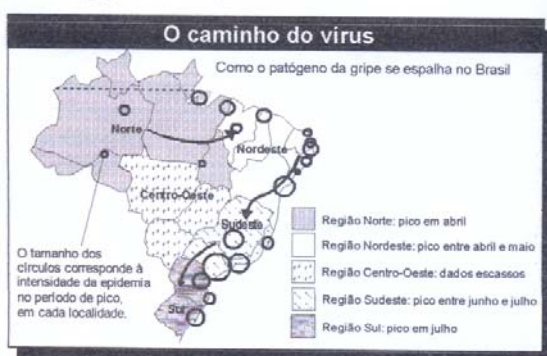 O caminho do vírus
Como o patógeno da gripe se espalha no Brasil
Norte
Nordeste
Centro-Oeste
Sudeste
Sul
O tamanho dos
círculos corresponde à
intensidade da epidemia
no período de pico,
em cada localidade.
Região Norte: pico em abril
Região Nordeste: pico entre abril e maio
Região Centro-Oeste: dados escassos
Região Sudeste: pico entre junho e julho
Região Sul: pico em julho